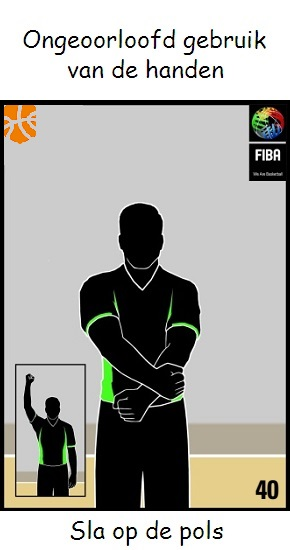 Ongeoorloofd gebruik
van de handen
FIBA
We Are Basketball
40
Sla op de pols